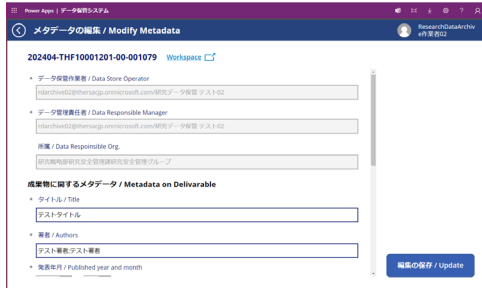 Power Apps | データ保管システム
メタデータの編集 / Modify Metadata
ResearchDataArchiv
e作業者02
202404-THF10001201-00-001079 Workspace
* データ保管作業者 / Data Store Operator
rdarchive02@thersacjp.onmicrosoft.com/研究データ保管 テスト02
* データ管理責任者 / Data Responsible Manager
rdarchive02@thersacjp.onmicrosoft.com/研究データ保管 テスト02
所属 / Data Respoinsible Org.
研究戦略部研究安全管理課研究安全管理グループ
成果物に関するメタデータ / Metadata on Delivarable
* タイトル / Title
テストタイトル
* 著者 / Authors
テスト著者;テスト著者
* 発表年月 / Published year and month
編集の保存 / Update